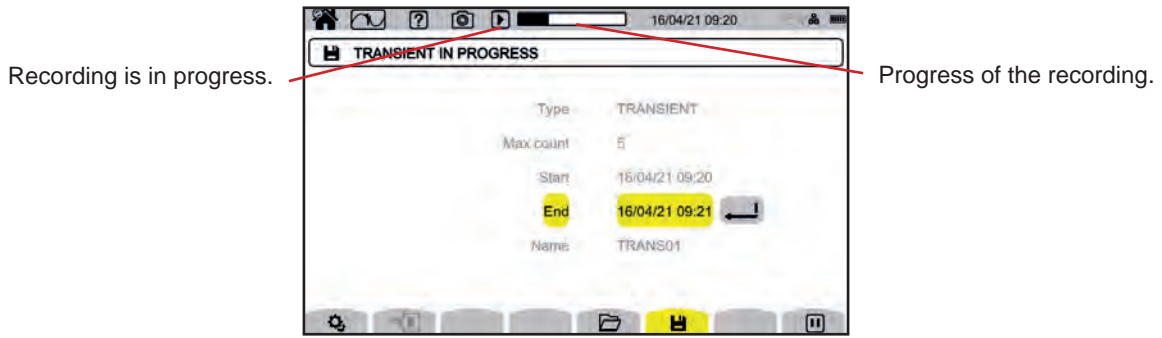 16/04/21 09:20
TRANSIENT IN PROGRESS
Recording is in progress.
Progress of the recording.
Type TRANSIENT
Max count 5
Start 16/04/21 09:20
End 16/04/21 09:21
Name TRANS01